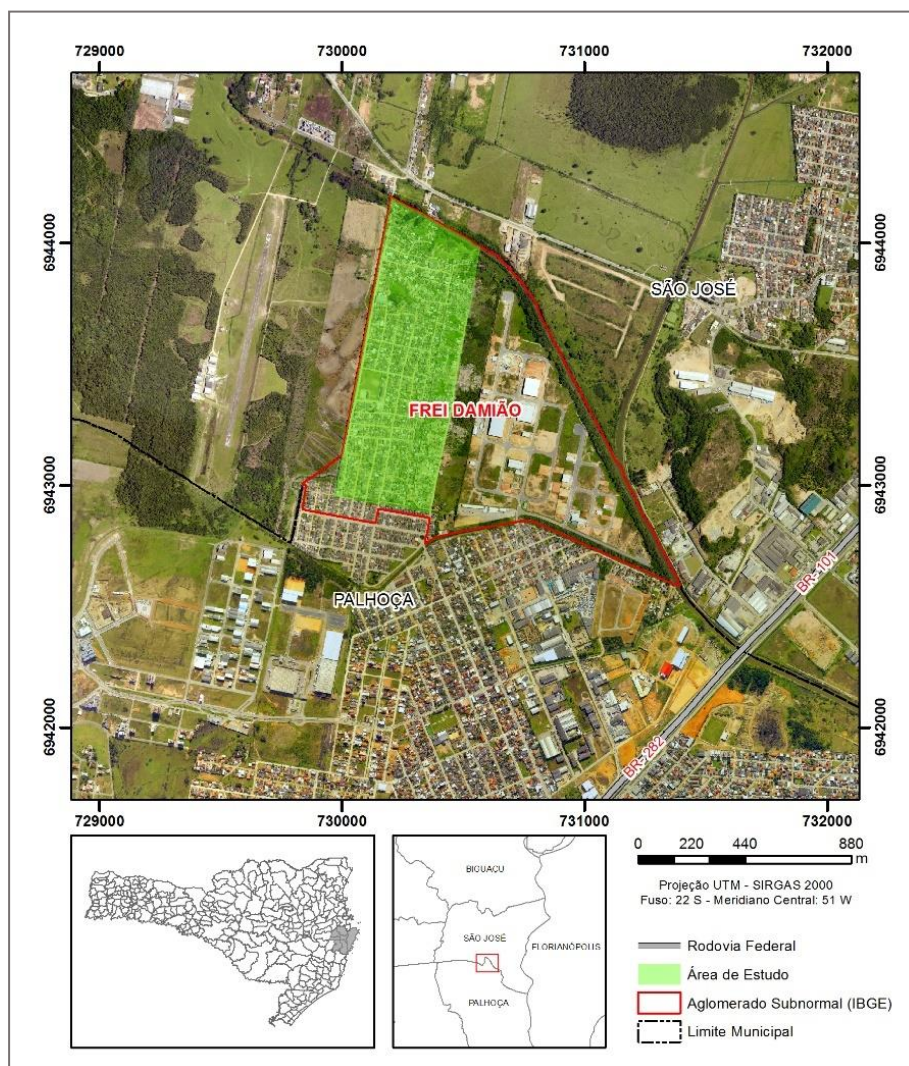 729000 730000 731000 732000
6944000 6944000
SÃO JOSÉ
FREI DAMIÃO
6943000 6943000
BR- 101
PALHOÇA
BR-282
6942000 6942000
729000 730000 731000 732000
BIGUAÇU
SÃO JOSÉ
FLORIANÓPOLIS
PALHOÇA
0 220 440 880
m
Projeção UTM - SIRGAS 2000
Fuso: 22 S - Meridiano Central: 51 W
Rodovia Federal
Área de Estudo
Aglomerado Subnormal (IBGE)
Limite Municipal